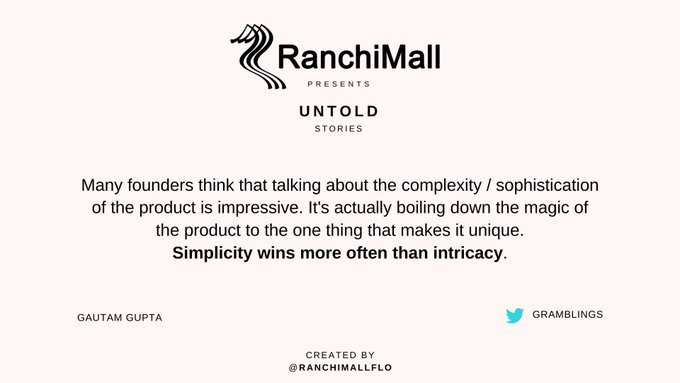 RanchiMall
PRESENTS
UNTOLD
STORIES
Many founders think that talking about the complexity / sophistication
of the product is impressive. It's actually boiling down the magic of
the product to the one thing that makes it unique.
Simplicity wins more often than intricacy.
GAUTAM GUPTA
GRAMBLINGS
CREATED BY
@RANCHIMALLFLO